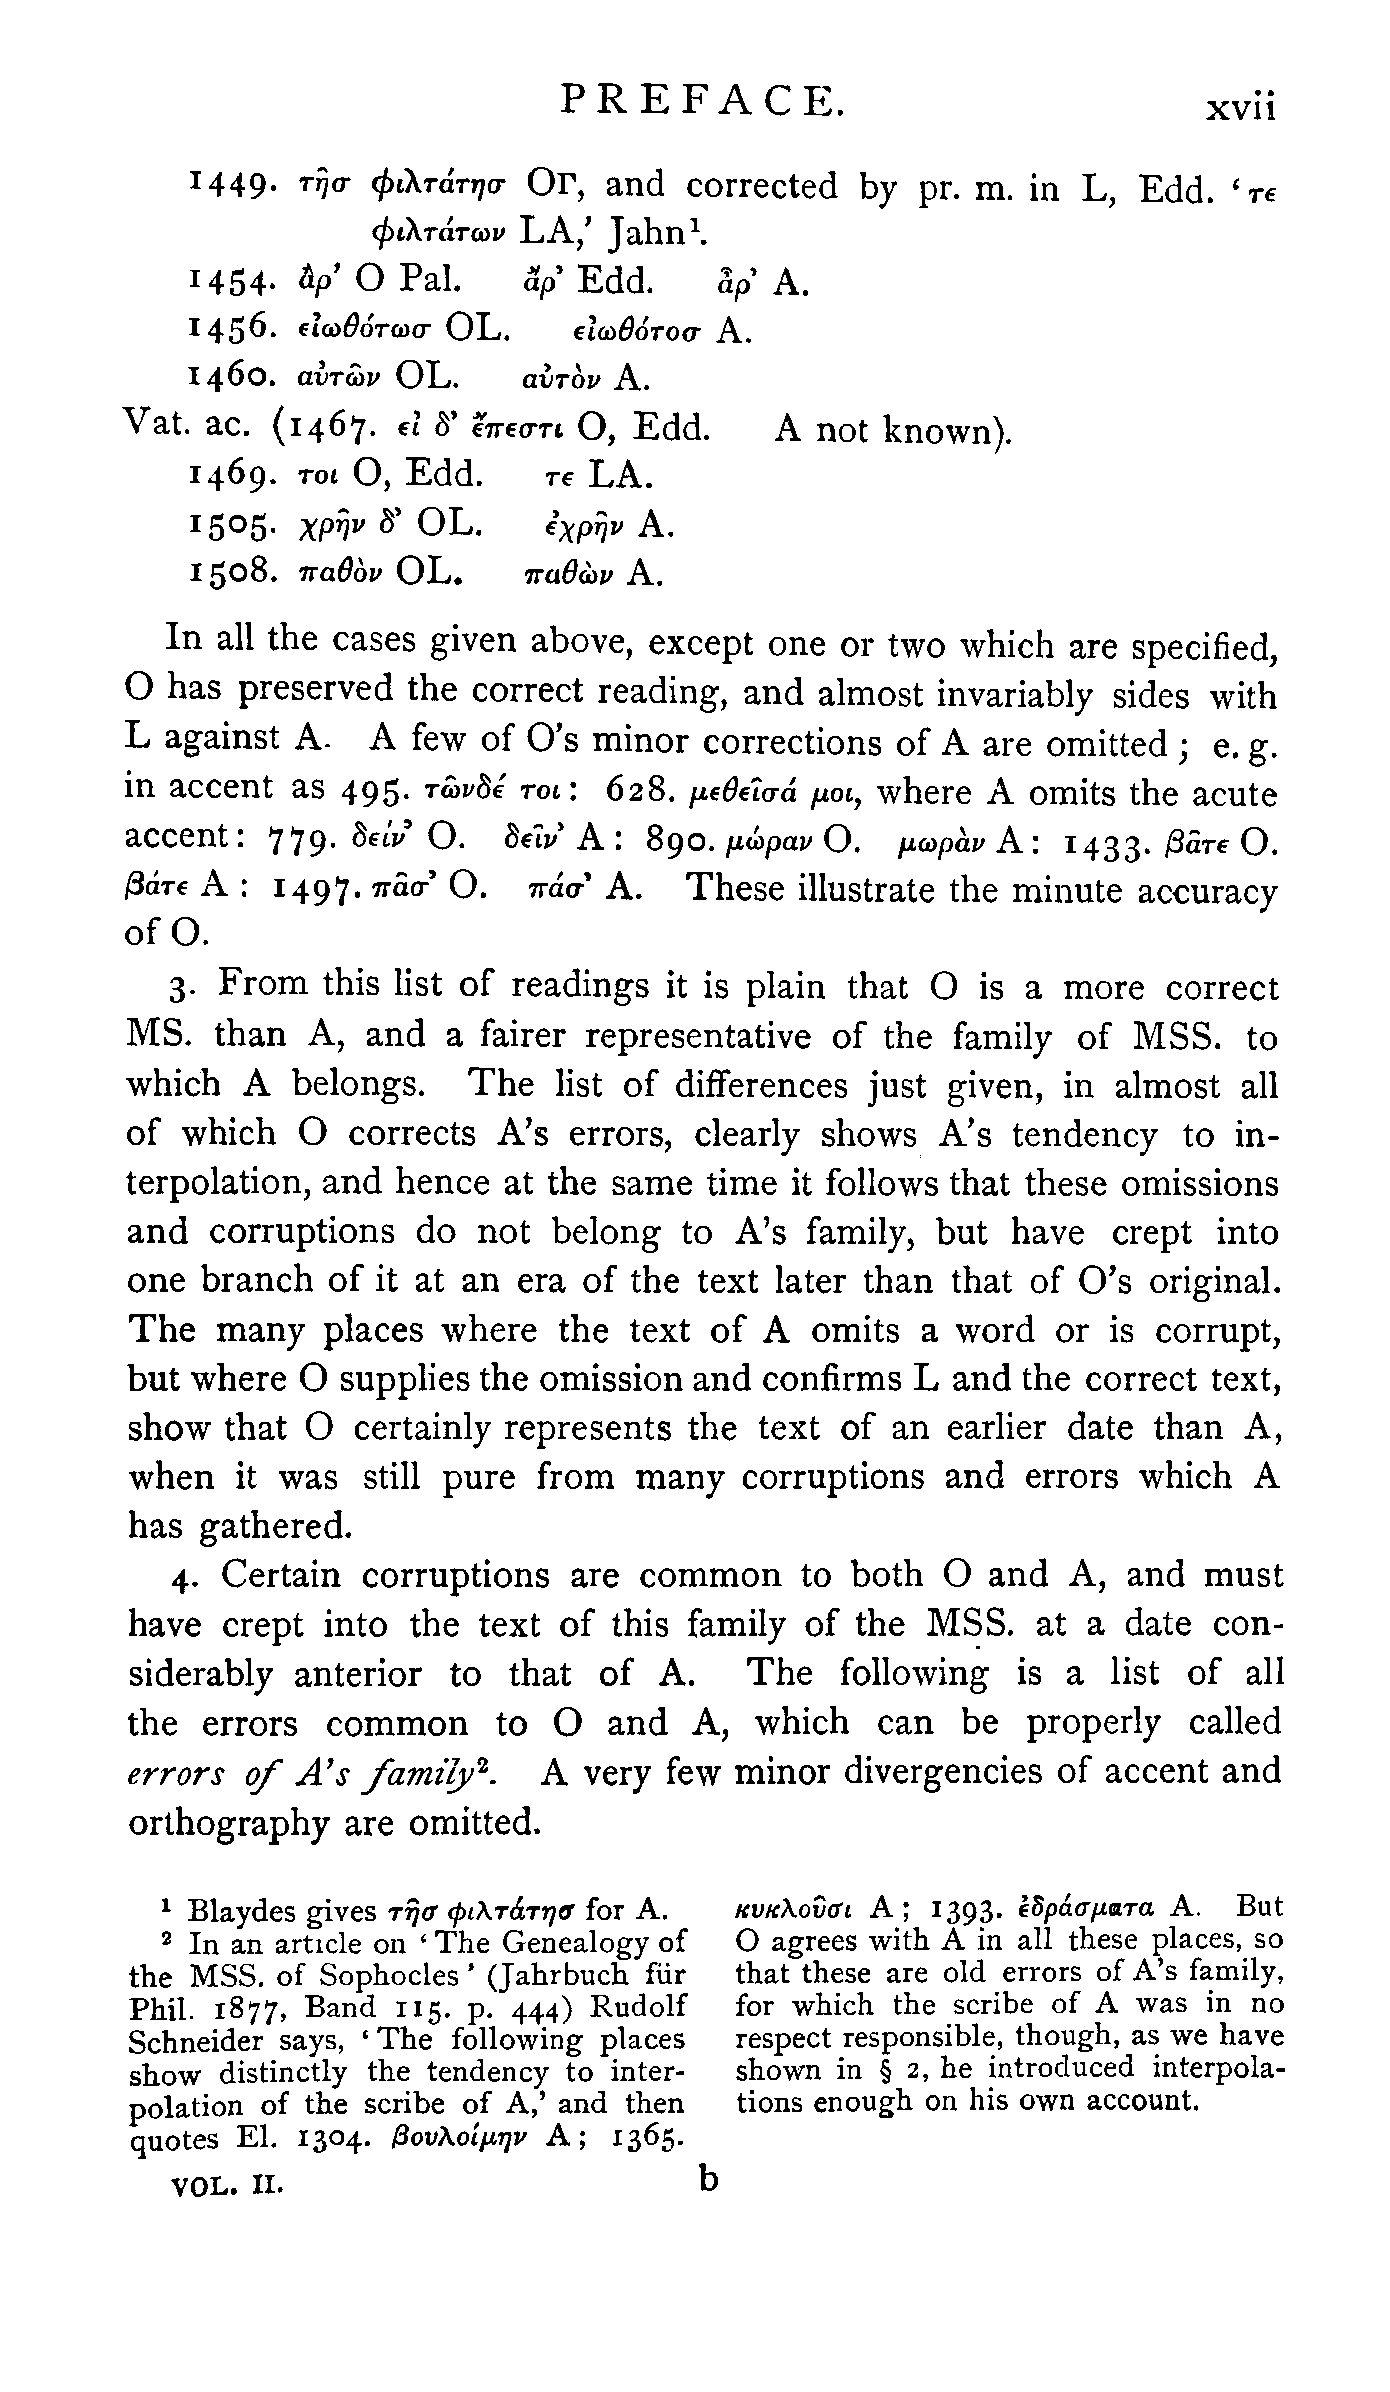 PREFACE. xvii
1449. τῆσ φιλτάτησ OΓ, and corrected by pr. m. in L, Edd. ‘τε
φιλτάτων LA,’ Jahn¹.
1454. ἆρ’ O Pal. ἄρ’ Edd. ἆρ’ A.
1456. εἰωθότωσ OL. εἰωθότοσ A.
1460. αὐτῶν OL. αὐτὸν A.
Vat. ac. (1467. εἰ δ’ ἔπεστι O, Edd. A not known).
1469. τοι O, Edd. τε LA.
1505. χρῆν δ’ OL. ἐχρῆν A.
1508. παθὸν OL. παθὼν A.
In all the cases given above, except one or two which are specified,
O has preserved the correct reading, and almost invariably sides with
L against A. A few of O’s minor corrections of A are omitted; e. g.
in accent as 495. τῶνδέ τοι: 628. μεθεῖσά μοι, where A omits the acute
accent: 779. δείν’ O. δεῖν’ A: 890. μώραν O. μωρὰν A: 1433. βᾶτε O.
βάτε A: 1497. πᾶσ’ O. πάσ’ A. These illustrate the minute accuracy
of O.
3. From this list of readings it is plain that O is a more correct
MS. than A, and a fairer representative of the family of MSS. to
which A belongs. The list of differences just given, in almost all
of which O corrects A’s errors, clearly shows A’s tendency to in-
terpolation, and hence at the same time it follows that these omissions
and corruptions do not belong to A’s family, but have crept into
one branch of it at an era of the text later than that of O’s original.
The many places where the text of A omits a word or is corrupt,
but where O supplies the omission and confirms L and the correct text,
show that O certainly represents the text of an earlier date than A,
when it was still pure from many corruptions and errors which A
has gathered.
4. Certain corruptions are common to both O and A, and must
have crept into the text of this family of the MSS. at a date con-
siderably anterior to that of A. The following is a list of all
the errors common to O and A, which can be properly called
errors of A’s family². A very few minor divergencies of accent and
orthography are omitted.
¹ Blaydes gives τῆσ φιλτάτησ for A.
² In an article on ‘The Genealogy of
the MSS. of Sophocles’ (Jahrbuch für
Phil. 1877, Band 115. p. 444) Rudolf
Schneider says, ‘The following places
show distinctly the tendency to inter-
polation of the scribe of A,’ and then
quotes El. 1304. βουλοίμην A; 1365.
κυκλοῦσι A; 1393. ἑδράσματα A. But
O agrees with A in all these places, so
that these are old errors of A’s family,
for which the scribe of A was in no
respect responsible, though, as we have
shown in § 2, he introduced interpola-
tions enough on his own account.
VOL. II. b